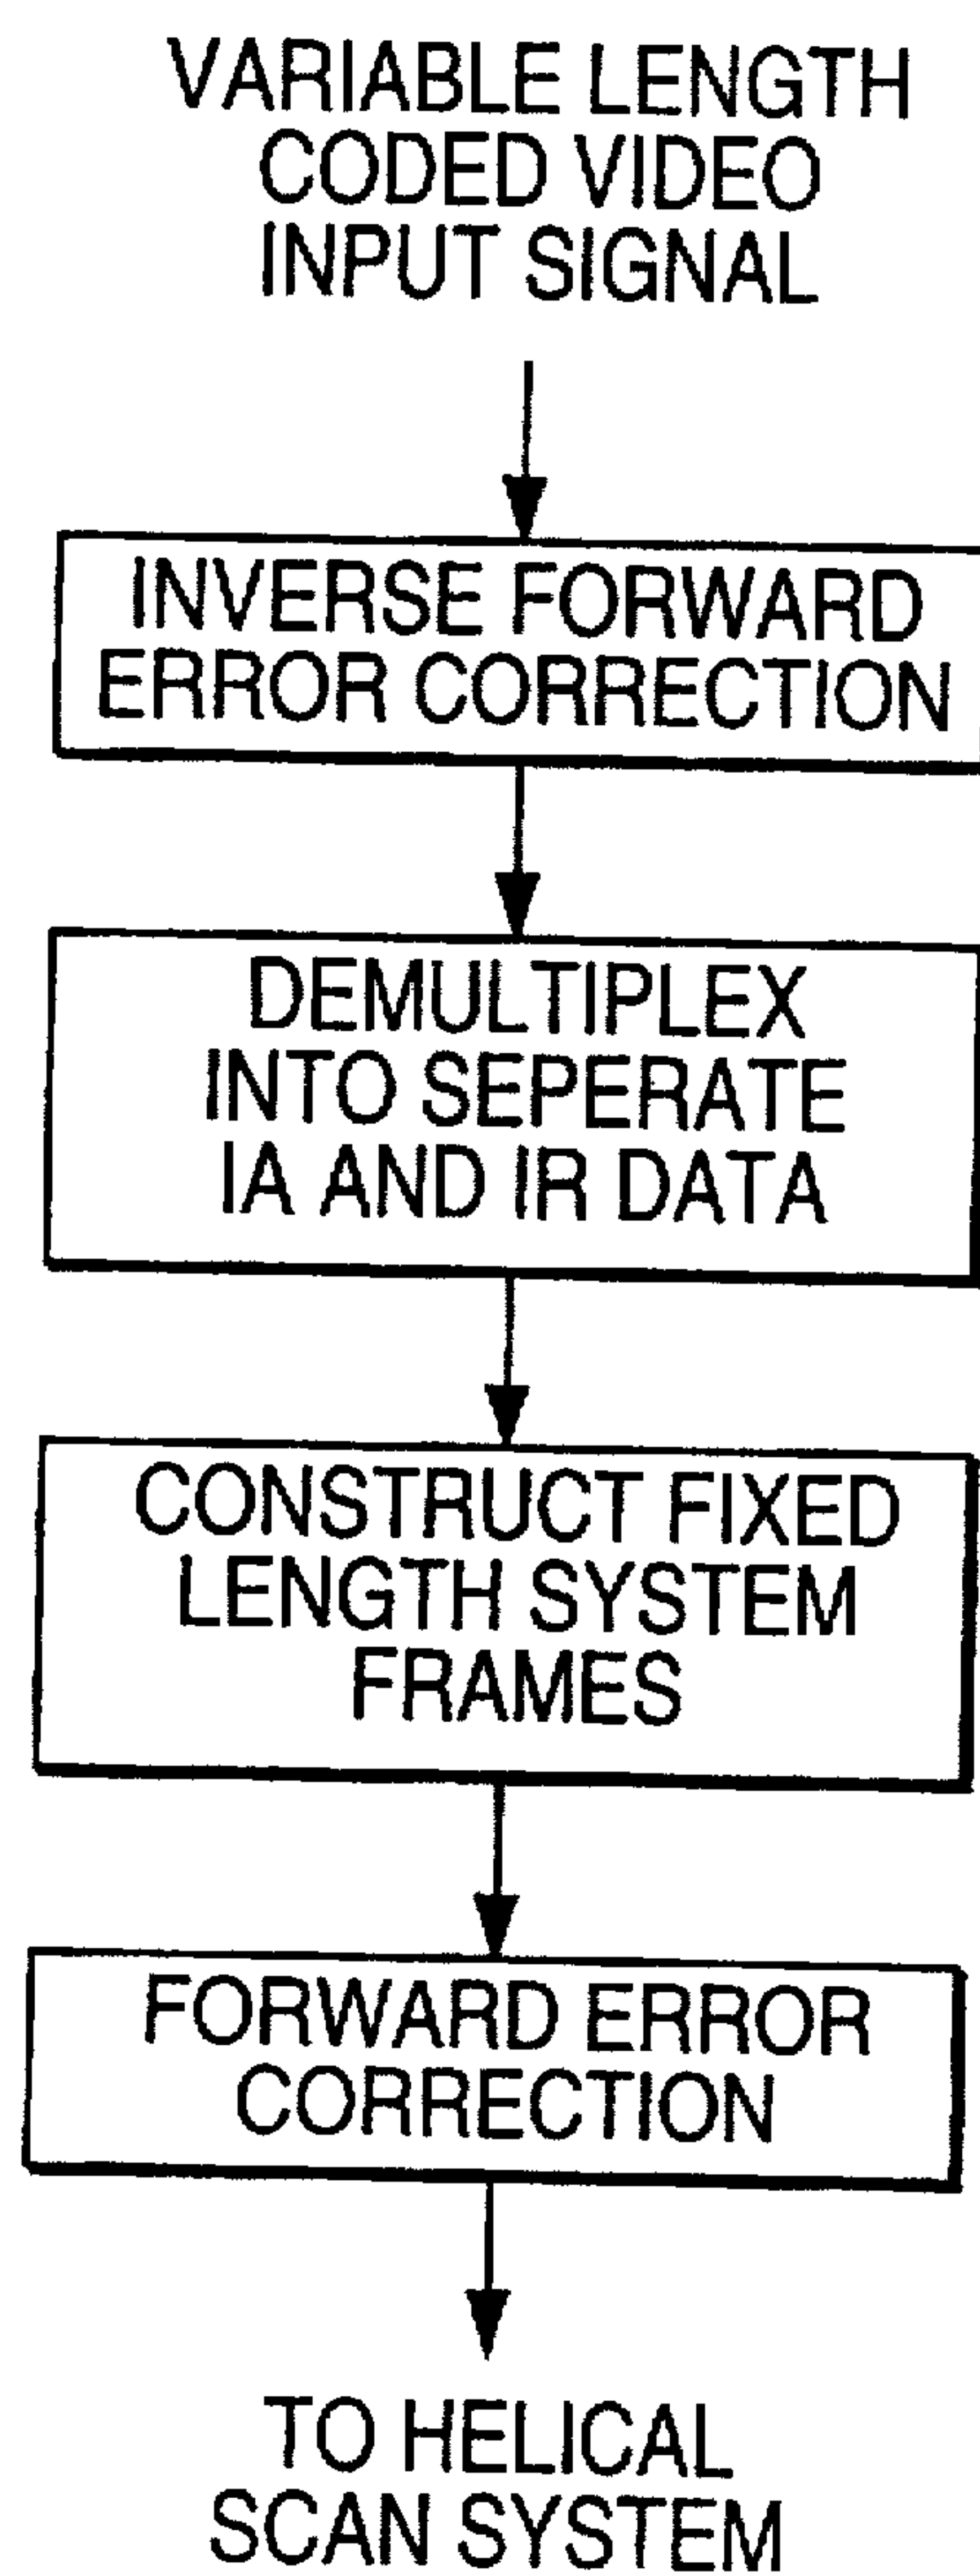 VARIABLE LENGTH
CODED VIDEO
INPUT SIGNAL
INVERSE FORWARD
ERROR CORRECTION
DEMULTIPLEX
INTO SEPERATE
IA AND IR DATA
CONSTRUCT FIXED
LENGTH SYSTEM
FRAMES
FORWARD ERROR
CORRECTION
TO HELICAL
SCAN SYSTEM